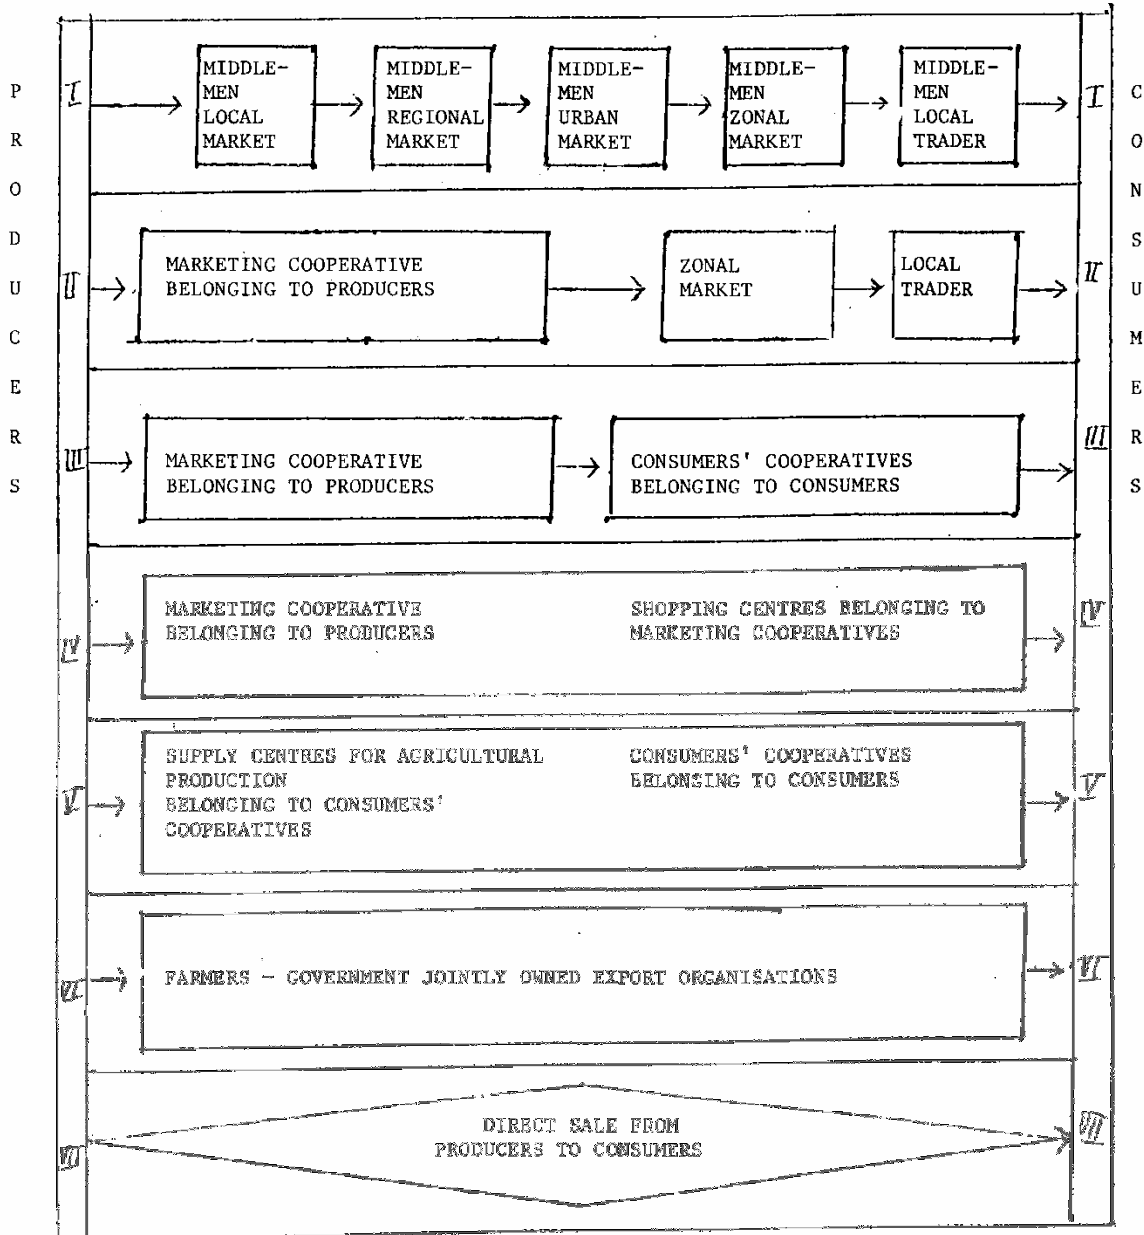 PRODUCERS
CONSUMERS
I
MIDDLE-
MEN
LOCAL
MARKET
MIDDLE-
MEN
REGIONAL
MARKET
MIDDLE-
MEN
URBAN
MARKET
MIDDLE-
MEN
ZONAL
MARKET
MIDDLE-
MEN
LOCAL
TRADER
I
II
MARKETING COOPERATIVE
BELONGING TO PRODUCERS
ZONAL
MARKET
LOCAL
TRADER
II
III
MARKETING COOPERATIVE
BELONGING TO PRODUCERS
CONSUMERS' COOPERATIVES
BELONGING TO CONSUMERS
III
IV
MARKETING COOPERATIVE
BELONGING TO PRODUCERS
SHOPPING CENTRES BELONGING TO
MARKETING COOPERATIVES
IV
V
SUPPLY CENTRES FOR AGRICULTURAL
PRODUCTION
BELONGING TO CONSUMERS'
COOPERATIVES
CONSUMERS' COOPERATIVES
BELONSING TO CONSUMERS
V
VI
FARMERS - GOVERNMENT JOINTLY OWNED EXPORT ORGANISATIONS
VI
VII
DIRECT SALE FROM
PRODUCERS TO CONSUMERS
VII